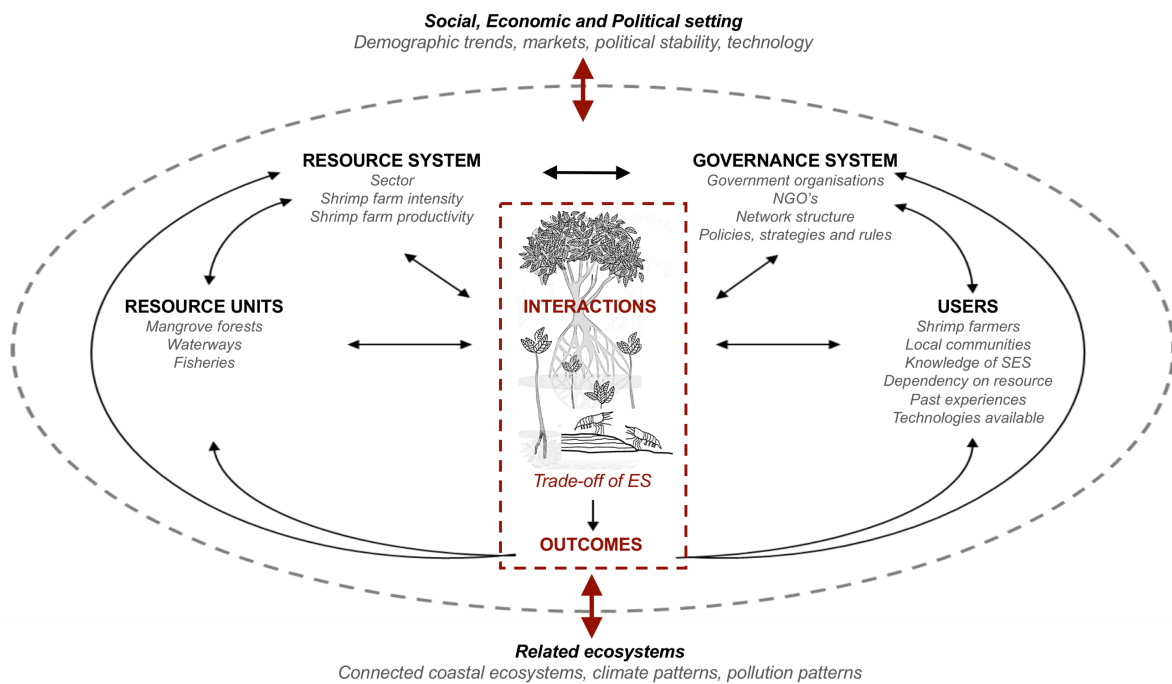 Social, Economic and Political setting
Demographic trends, markets, political stability, technology
RESOURCE SYSTEM
Sector
Shrimp farm intensity
Shrimp farm productivity
GOVERNANCE SYSTEM
Government organisations
NGO's
Network structure
Policies, strategies and rules
RESOURCE UNITS
Mangrove forests
Waterways
Fisheries
INTERACTIONS
USERS
Shrimp farmers
Local communities
Knowledge of SES
Dependency on resource
Past experiences
Technologies available
Trade-off of ES
OUTCOMES
Related ecosystems
Connected coastal ecosystems, climate patterns, pollution patterns